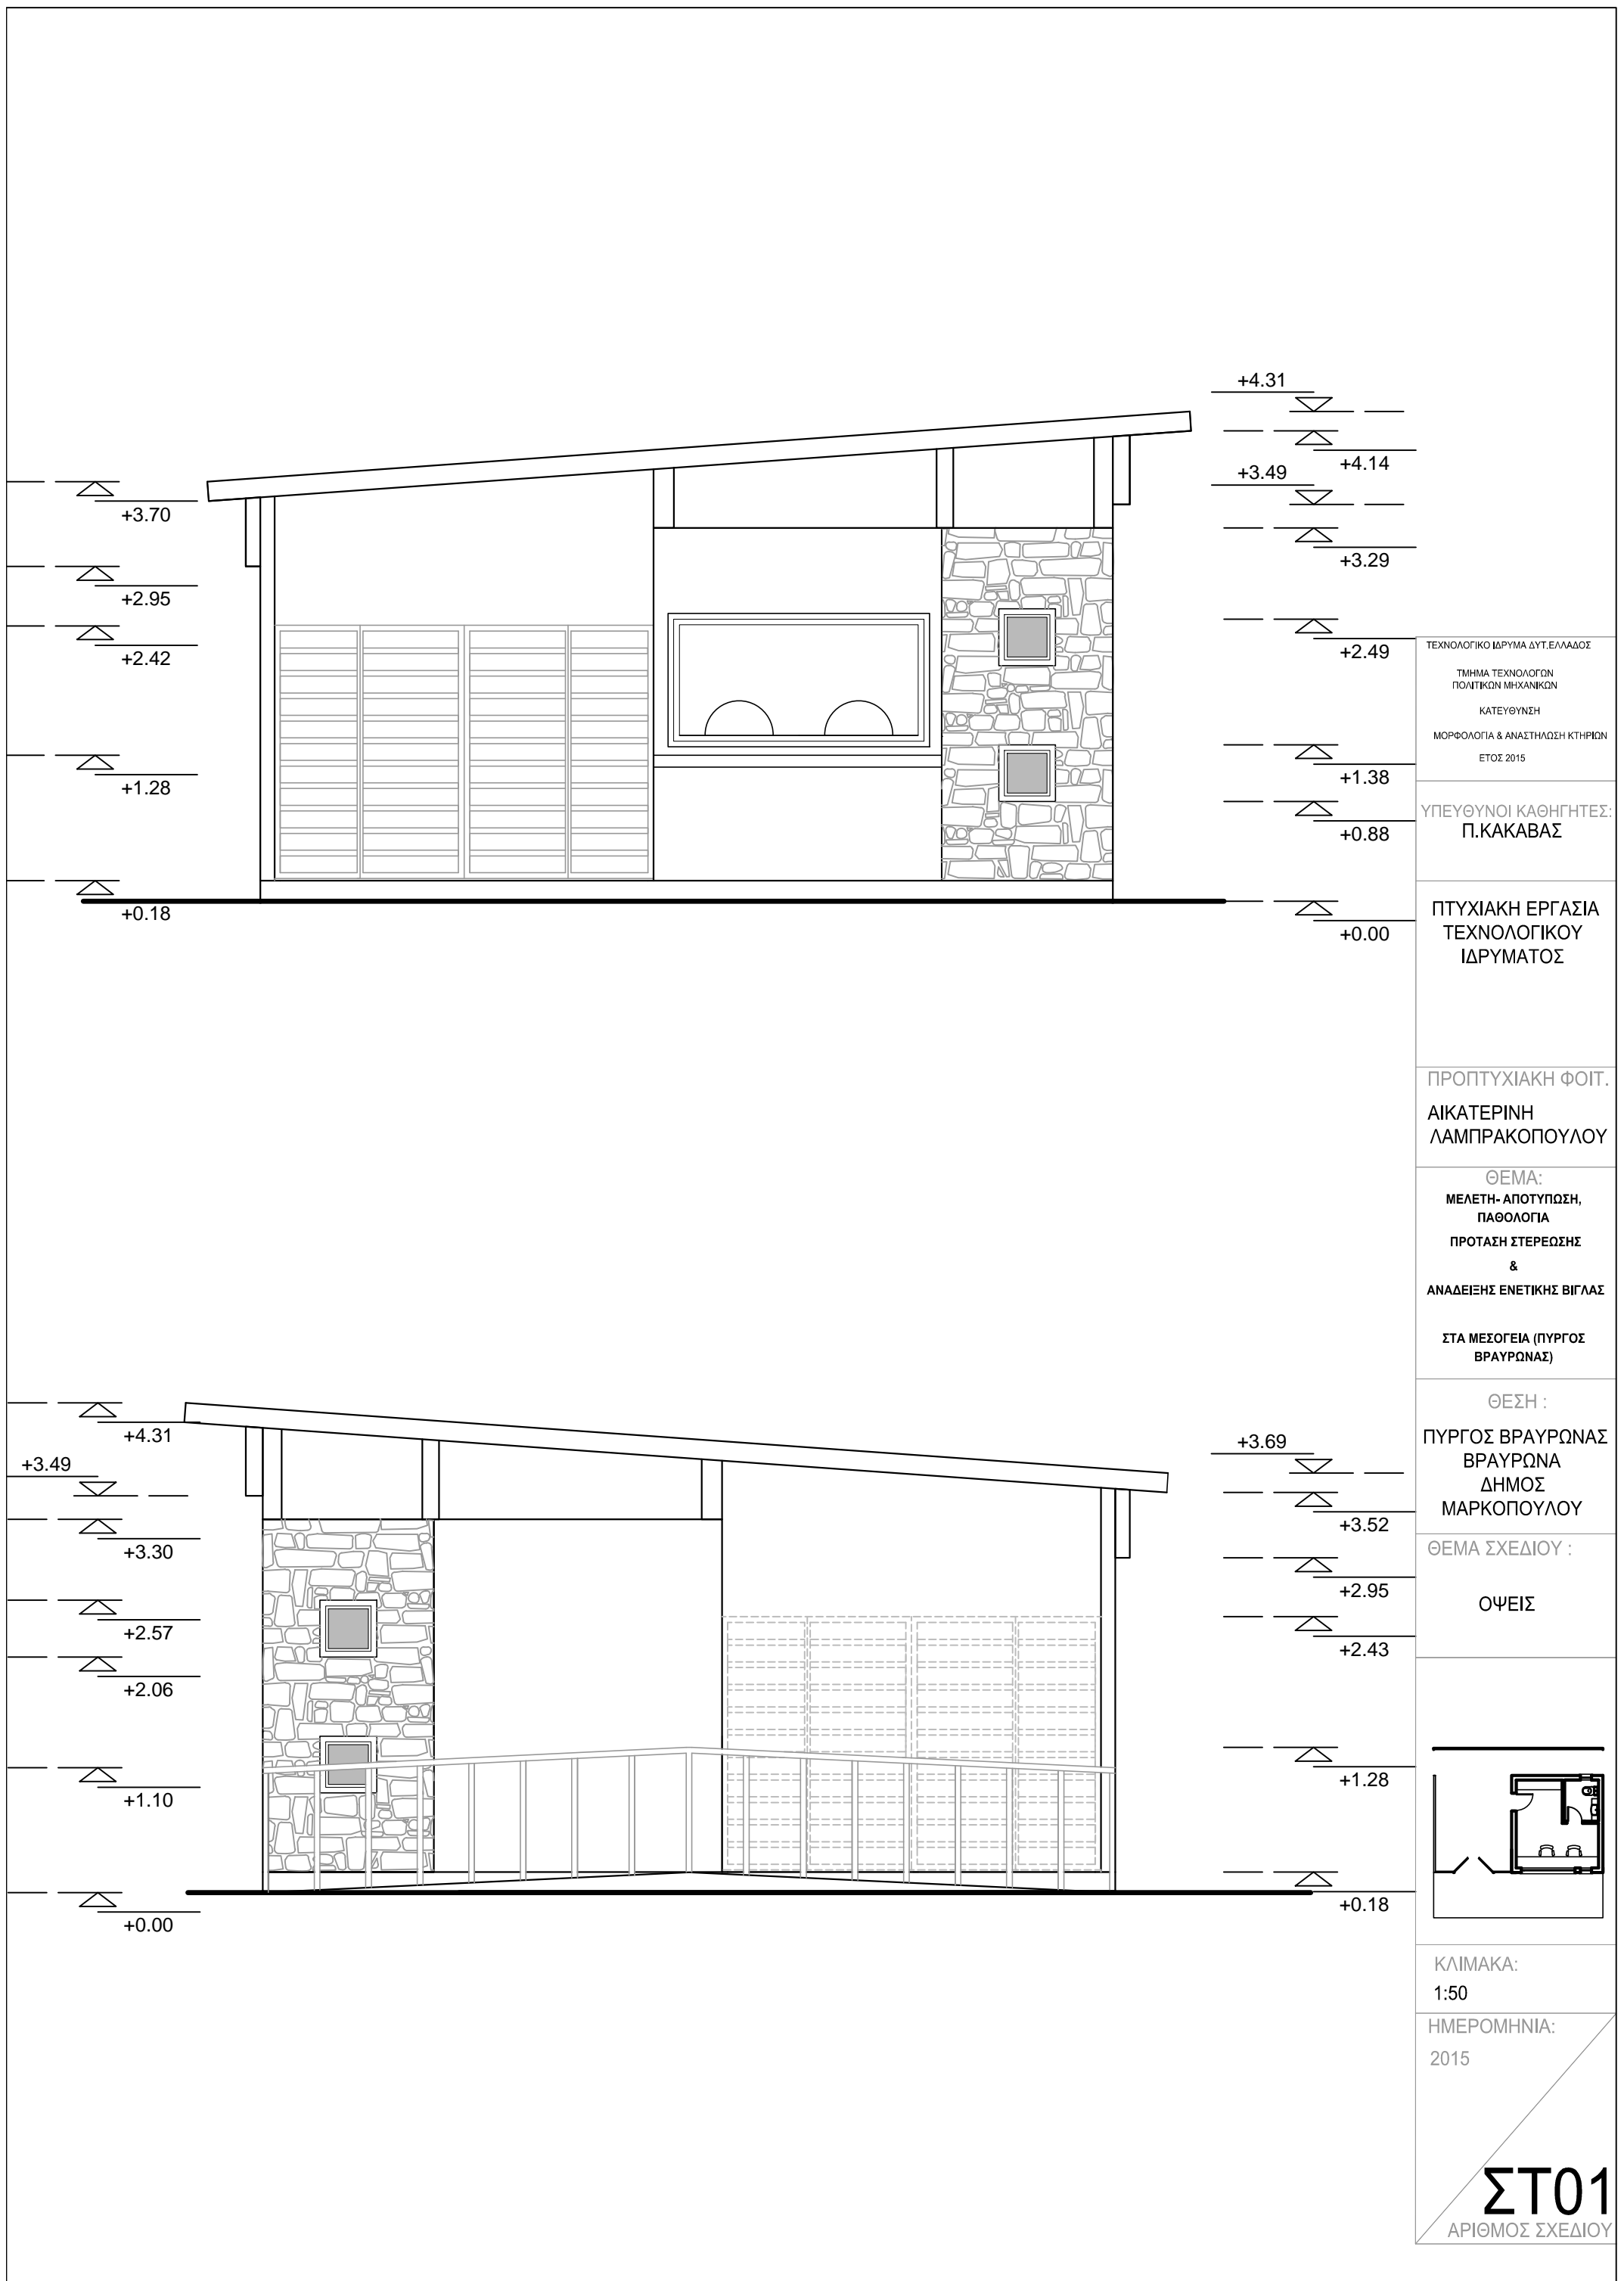 +4.31
+4.14
+3.49
+3.29
+2.49
+1.38
+0.88
+0.00
+3.70
+2.95
+2.42
+1.28
+0.18
+4.31
+3.49
+3.30
+2.57
+2.06
+1.10
+0.00
+3.69
+3.52
+2.95
+2.43
+1.28
+0.18
ΤΕΧΝΟΛΟΓΙΚΟ ΙΔΡΥΜΑ ΔΥΤ.ΕΛΛΑΔΟΣ
ΤΜΗΜΑ ΤΕΧΝΟΛΟΓΩΝ
ΠΟΛΙΤΙΚΩΝ ΜΗΧΑΝΙΚΩΝ
ΚΑΤΕΥΘΥΝΣΗ
ΜΟΡΦΟΛΟΓΙΑ & ΑΝΑΣΤΗΛΩΣΗ ΚΤΗΡΙΩΝ
ΕΤΟΣ 2015
ΥΠΕΥΘΥΝΟΙ ΚΑΘΗΓΗΤΕΣ:
Π.ΚΑΚΑΒΑΣ
ΠΤΥΧΙΑΚΗ ΕΡΓΑΣΙΑ
ΤΕΧΝΟΛΟΓΙΚΟΥ
ΙΔΡΥΜΑΤΟΣ
ΠΡΟΠΤΥΧΙΑΚΗ ΦΟΙΤ.
ΑΙΚΑΤΕΡΙΝΗ
ΛΑΜΠΡΑΚΟΠΟΥΛΟΥ
ΘΕΜΑ:
ΜΕΛΕΤΗ- ΑΠΟΤΥΠΩΣΗ,
ΠΑΘΟΛΟΓΙΑ
ΠΡΟΤΑΣΗ ΣΤΕΡΕΩΣΗΣ
&
ΑΝΑΔΕΙΞΗΣ ΕΝΕΤΙΚΗΣ ΒΙΓΛΑΣ
ΣΤΑ ΜΕΣΟΓΕΙΑ (ΠΥΡΓΟΣ
ΒΡΑΥΡΩΝΑΣ)
ΘΕΣΗ :
ΠΥΡΓΟΣ ΒΡΑΥΡΩΝΑΣ
ΒΡΑΥΡΩΝΑ
ΔΗΜΟΣ
ΜΑΡΚΟΠΟΥΛΟΥ
ΘΕΜΑ ΣΧΕΔΙΟΥ :
ΟΨΕΙΣ
ΚΛΙΜΑΚΑ:
1:50
ΗΜΕΡΟΜΗΝΙΑ:
2015
ΣΤ01
ΑΡΙΘΜΟΣ ΣΧΕΔΙΟΥ